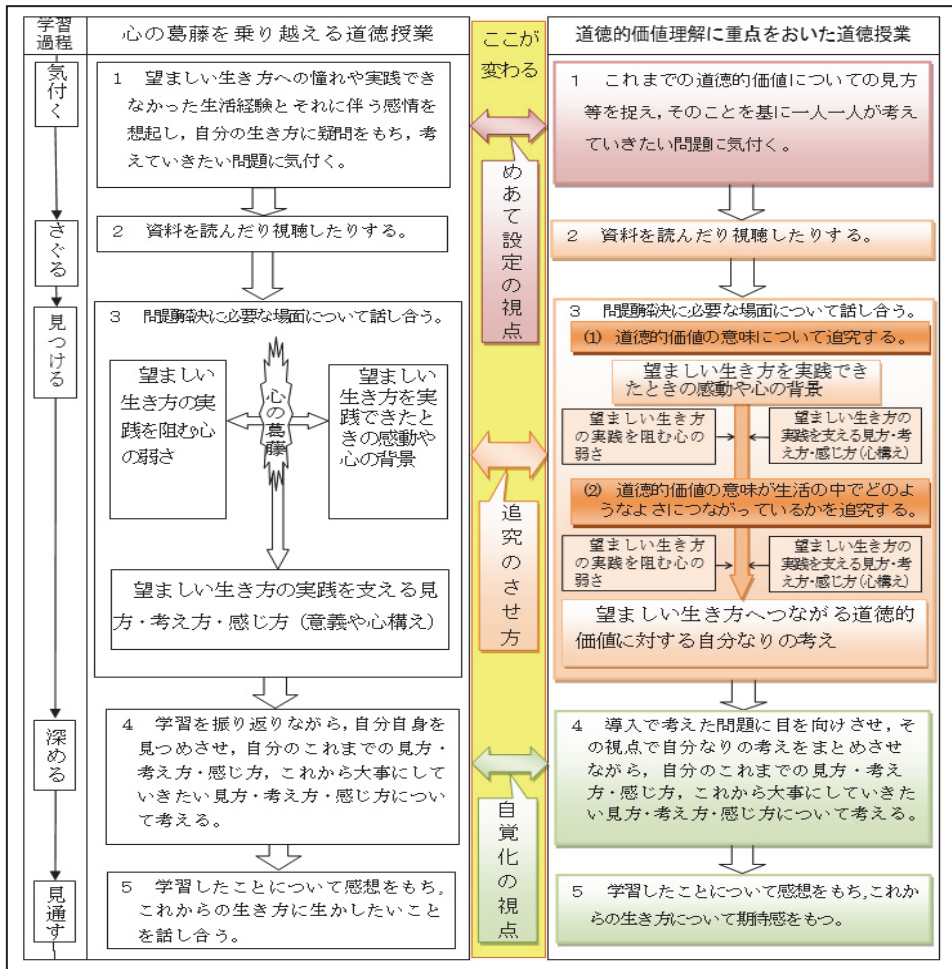 学習
過程
心の葛藤を乗り越える道徳授業
ここが
変わる
道徳的価値理解に重点をおいた道徳授業
気付く
1 望ましい生き方への憧れや実践でき
なかった生活経験とそれに伴う感情を
想起し，自分の生き方に疑問をもち，考
えていきたい問題に気付く。
めあて設定の視点
1 これまでの道徳的価値についての見方
等を捉え，そのことを基に一人一人が考え
ていきたい問題に気付く。
さぐる
2 資料を読んだり視聴したりする。
2 資料を読んだり視聴したりする。
見つける
3 問題解決に必要な場面について話し合う。
望ましい
生き方の実
践を阻む心
の弱さ
心の葛藤
望ましい
生き方を実
践できたと
きの感動や
心の背景
望ましい生き方の実践を支える見
方・考え方・感じ方（意義や心構え）
追究のさせ方
3 問題解決に必要な場面について話し合う。
(1) 道徳的価値の意味について追究する。
望ましい生き方を実践でき
たときの感動や心の背景
望ましい生き方
の実践を阻む心の
弱さ
望ましい生き方の
実践を支える見方・考
え方・感じ方（心構え）
(2) 道徳的価値の意味が生活の中でどのよ
うなよさにつながっているかを追究する。
望ましい生き方
の実践を阻む心の
弱さ
望ましい生き方の
実践を支える見方・考
え方・感じ方（心構え）
望ましい生き方へつながる道徳的
価値に対する自分なりの考え
深める
4 学習を振り返りながら，自分自身を
見つめさせ，自分のこれまでの見方・
考え方・感じ方，これから大事にして
いきたい見方・考え方・感じ方につい
て考える。
自覚化の視点
4 導入で考えた問題に目を向けさせ，そ
の視点で自分なりの考えをまとめさせ
ながら，自分のこれまでの見方・考え
方・感じ方，これから大事にしていきた
い見方・考え方・感じ方について考える。
見通す
5 学習したことについて感想をもち，
これからの生き方に生かしたいこと
を話し合う。
5 学習したことについて感想をもち，これか
らの生き方について期待感をもつ。